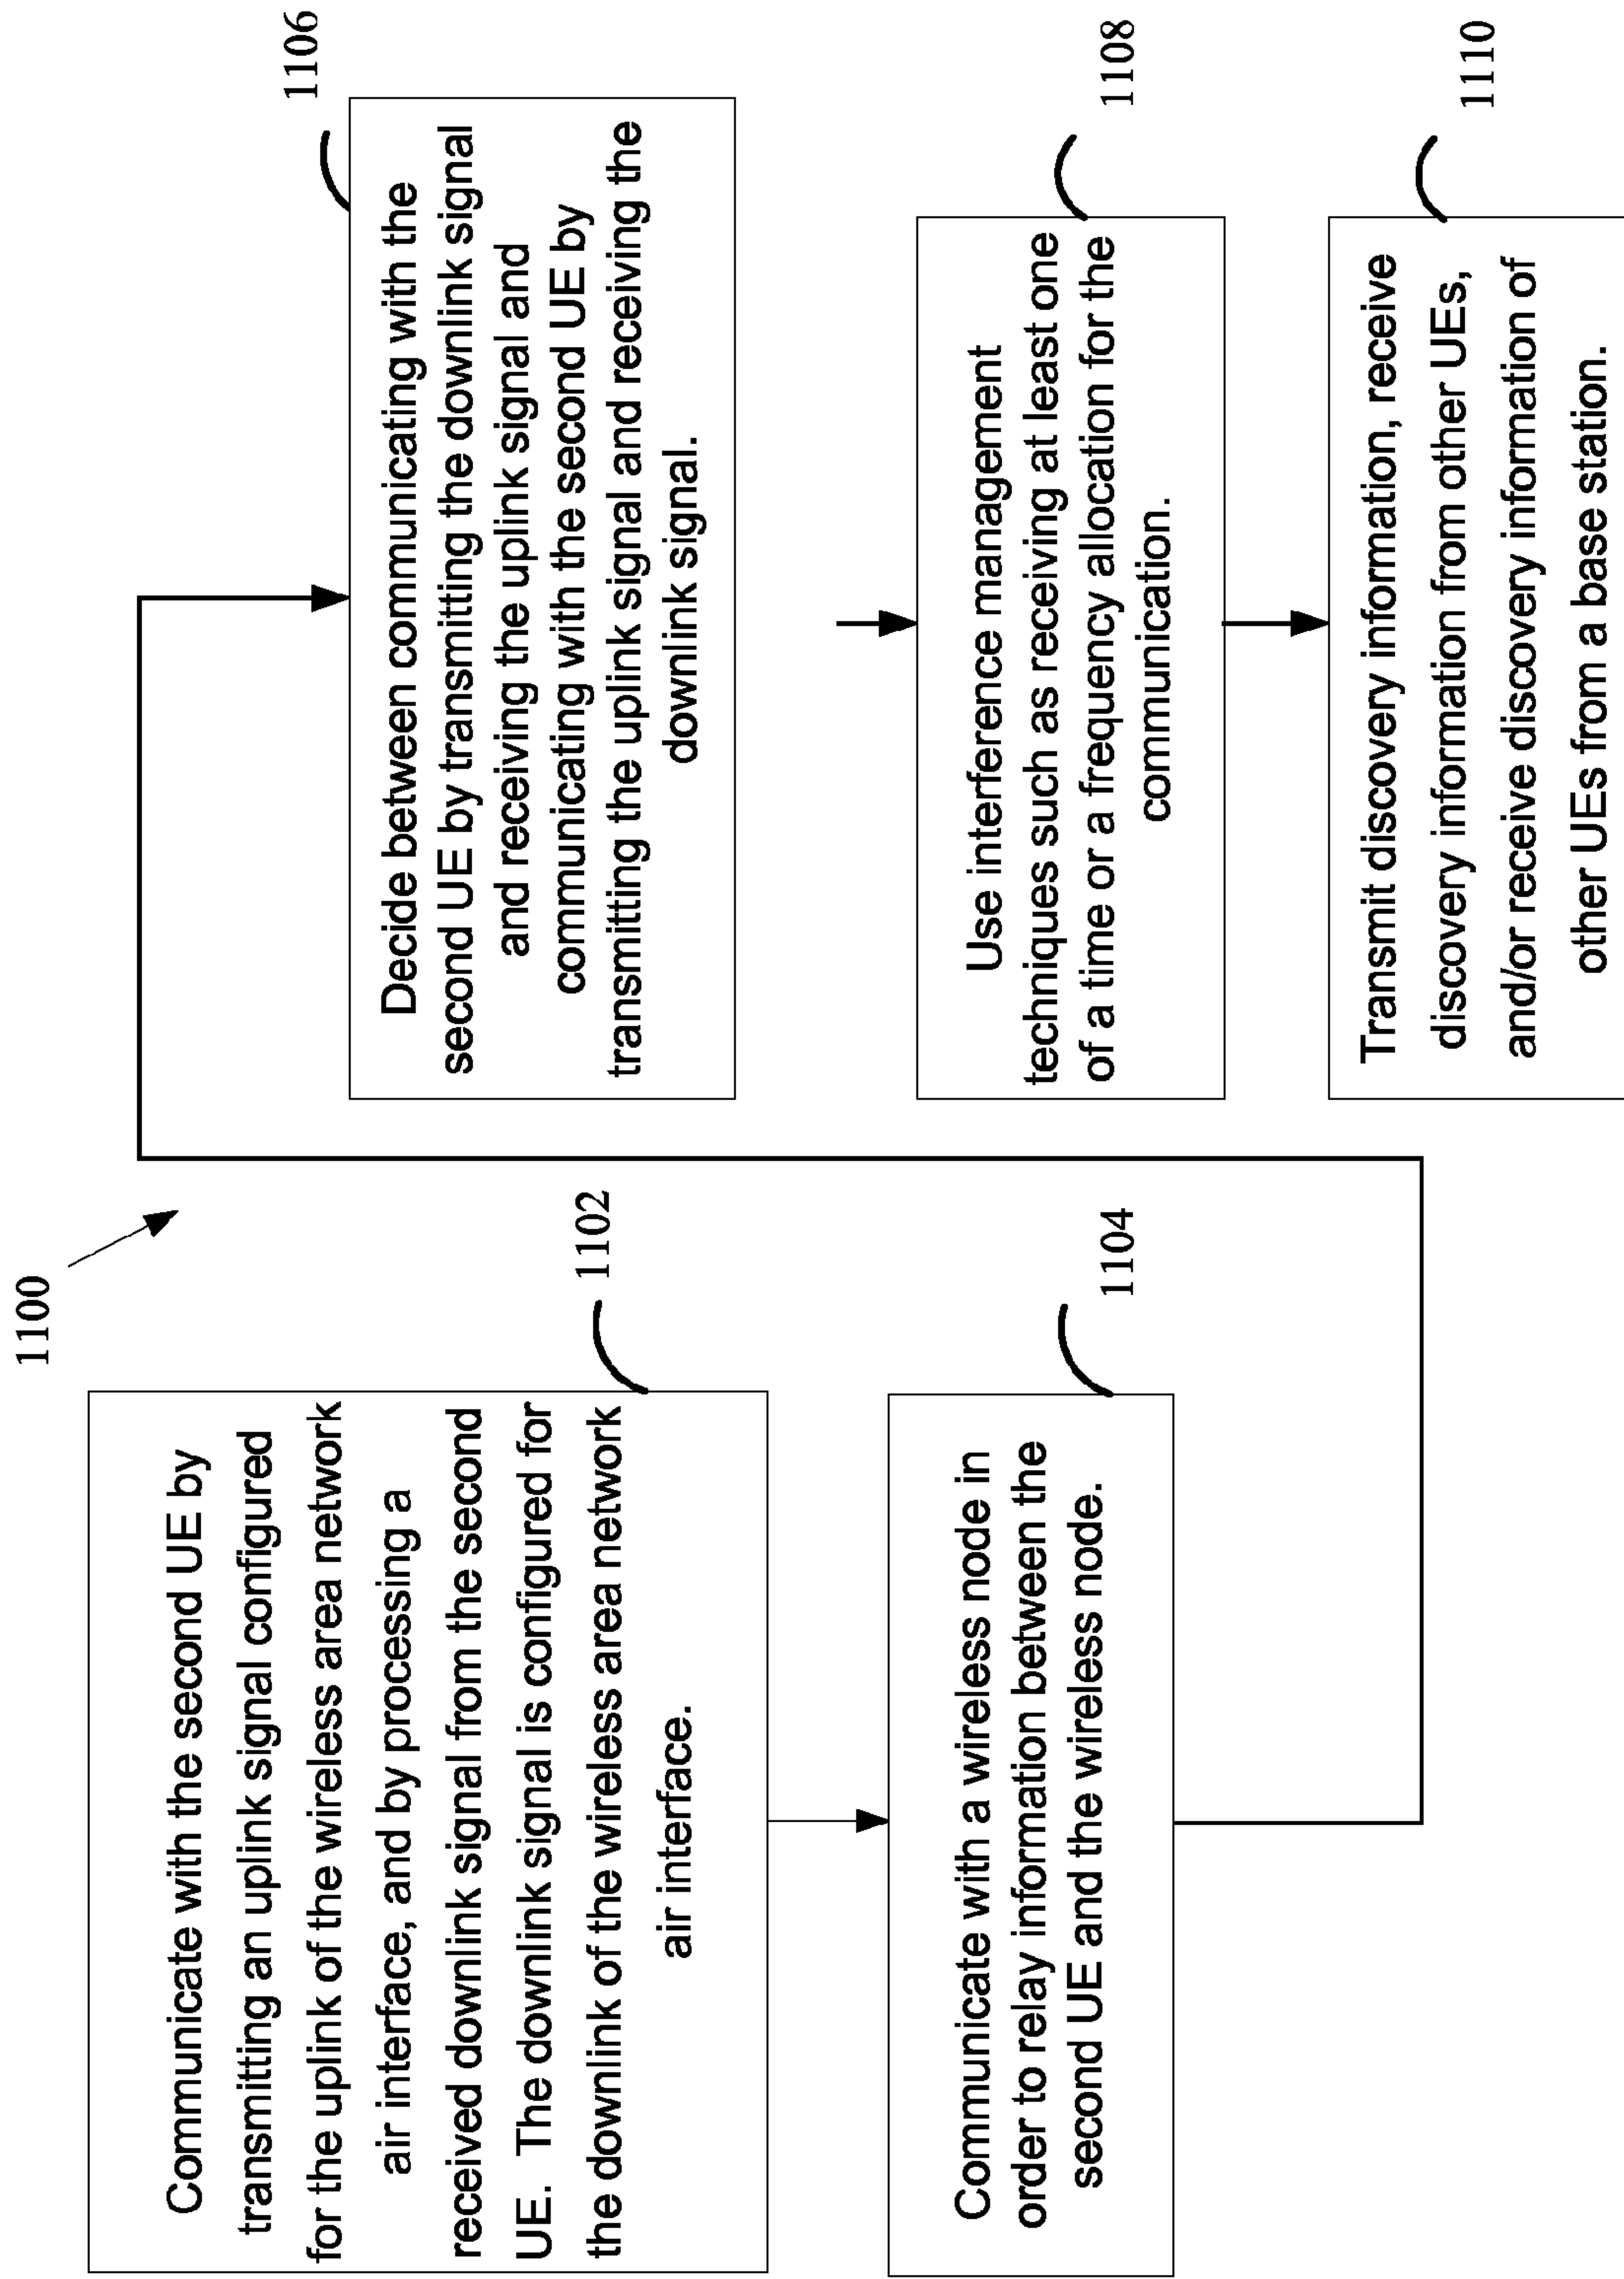 1100
Communicate with the second UE by
transmitting an uplink signal configured
for the uplink of the wireless area network
air interface, and by processing a
received downlink signal from the second
UE. The downlink signal is configured for
the downlink of the wireless area network
air interface.
1102
Communicate with a wireless node in
order to relay information between the
second UE and the wireless node.
1104
Decide between communicating with the
second UE by transmitting the downlink signal
and receiving the uplink signal and
communicating with the second UE by
transmitting the uplink signal and receiving the
downlink signal.
1106
Use interference management
techniques such as receiving at least one
of a time or a frequency allocation for the
communication.
1108
Transmit discovery information, receive
discovery information from other UEs,
and/or receive discovery information of
other UEs from a base station.
1110